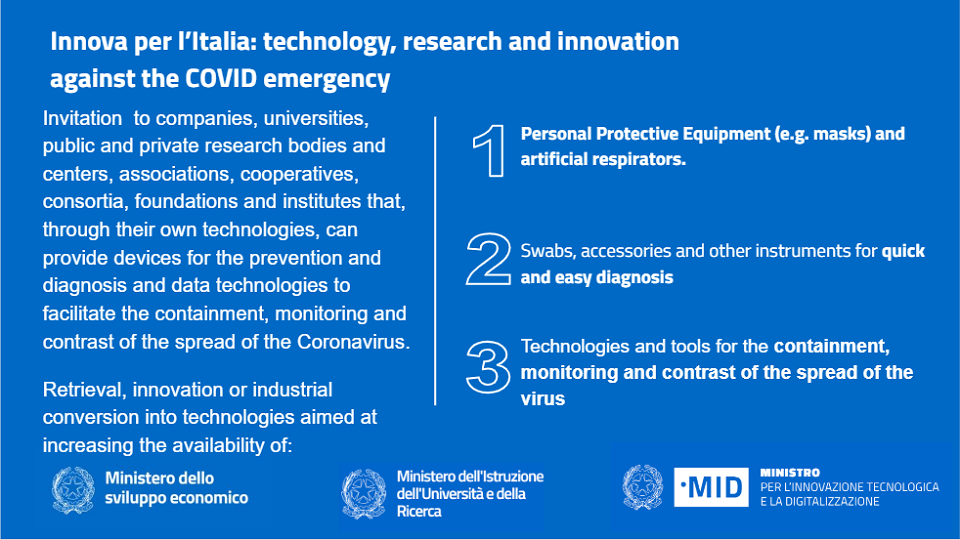 Innova per l’Italia: technology, research and innovation
against the COVID emergency
Invitation to companies, universities,
public and private research bodies and
centers, associations, cooperatives,
consortia, foundations and institutes that,
through their own technologies, can
provide devices for the prevention and
diagnosis and data technologies to
facilitate the containment, monitoring and
contrast of the spread of the Coronavirus.
Retrieval, innovation or industrial
conversion into technologies aimed at
increasing the availability of:
1
Personal Protective Equipment (e.g. masks) and
artificial respirators.
2
Swabs, accessories and other instruments for quick
and easy diagnosis
3
Technologies and tools for the containment,
monitoring and contrast of the spread of the
virus
Ministero dello
sviluppo economico
Ministero dell'Istruzione
dell'Università e della
Ricerca
·MID
MINISTRO
PER L'INNOVAZIONE TECNOLOGICA
E LA DIGITALIZZAZIONE